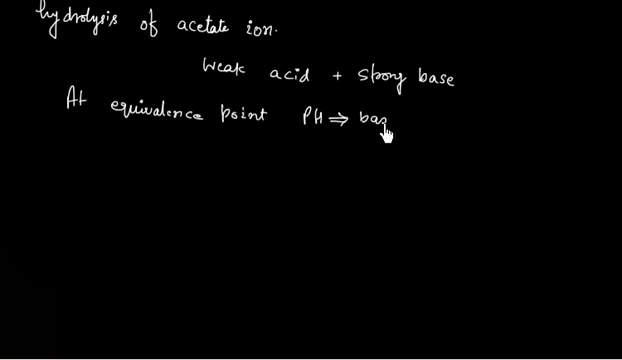 hydrolysis of acetate ion.
Weak acid + strong base
At equivalence point PH ⇒ bas